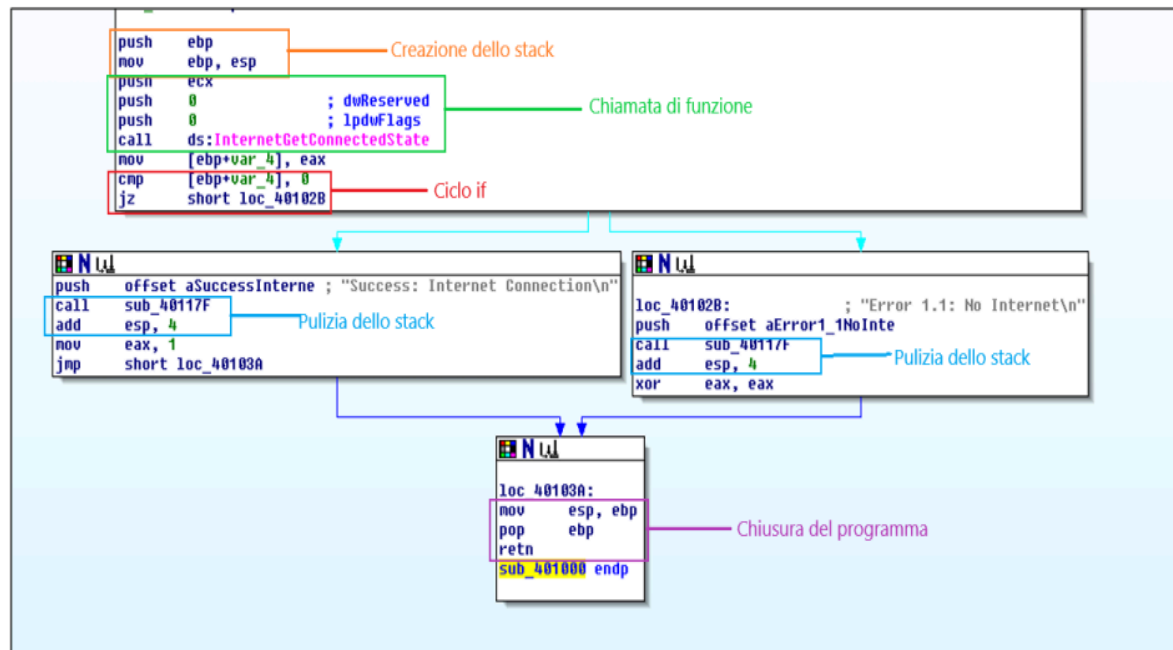 push ebp
mov ebp, esp
Creazione dello stack
push ecx
push 0 ; dwReserved
push 0 ; lpdwFlags
call ds:InternetGetConnectedState
Chiamata di funzione
mov [ebp+var_4], eax
cmp [ebp+var_4], 0
jz short loc_40102B
Ciclo if
push offset aSuccessInterne ; "Success: Internet Connection\n"
call sub_40117F
add esp, 4
Pulizia dello stack
mov eax, 1
jmp short loc_40103A
loc_40102B: ; "Error 1.1: No Internet\n"
push offset aError1_1NoInte
call sub_40117F
add esp, 4
Pulizia dello stack
xor eax, eax
loc_40103A:
mov esp, ebp
pop ebp
retn
Chiusura del programma
sub_401000 endp